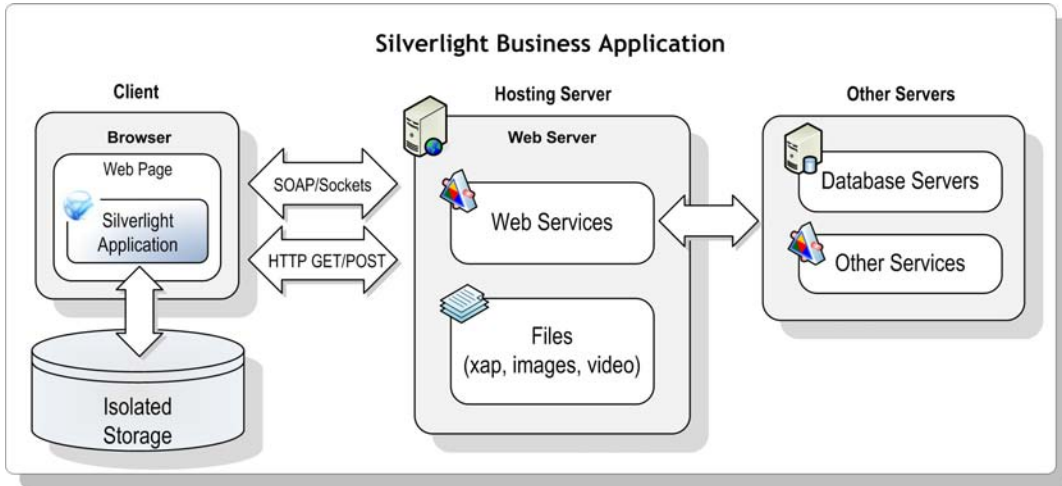 Silverlight Business Application
Client
Browser
Web Page
Silverlight
Application
Isolated
Storage
SOAP/Sockets
HTTP GET/POST
Hosting Server
Web Server
Web Services
Files
(xap, images, video)
Other Servers
Database Servers
Other Services